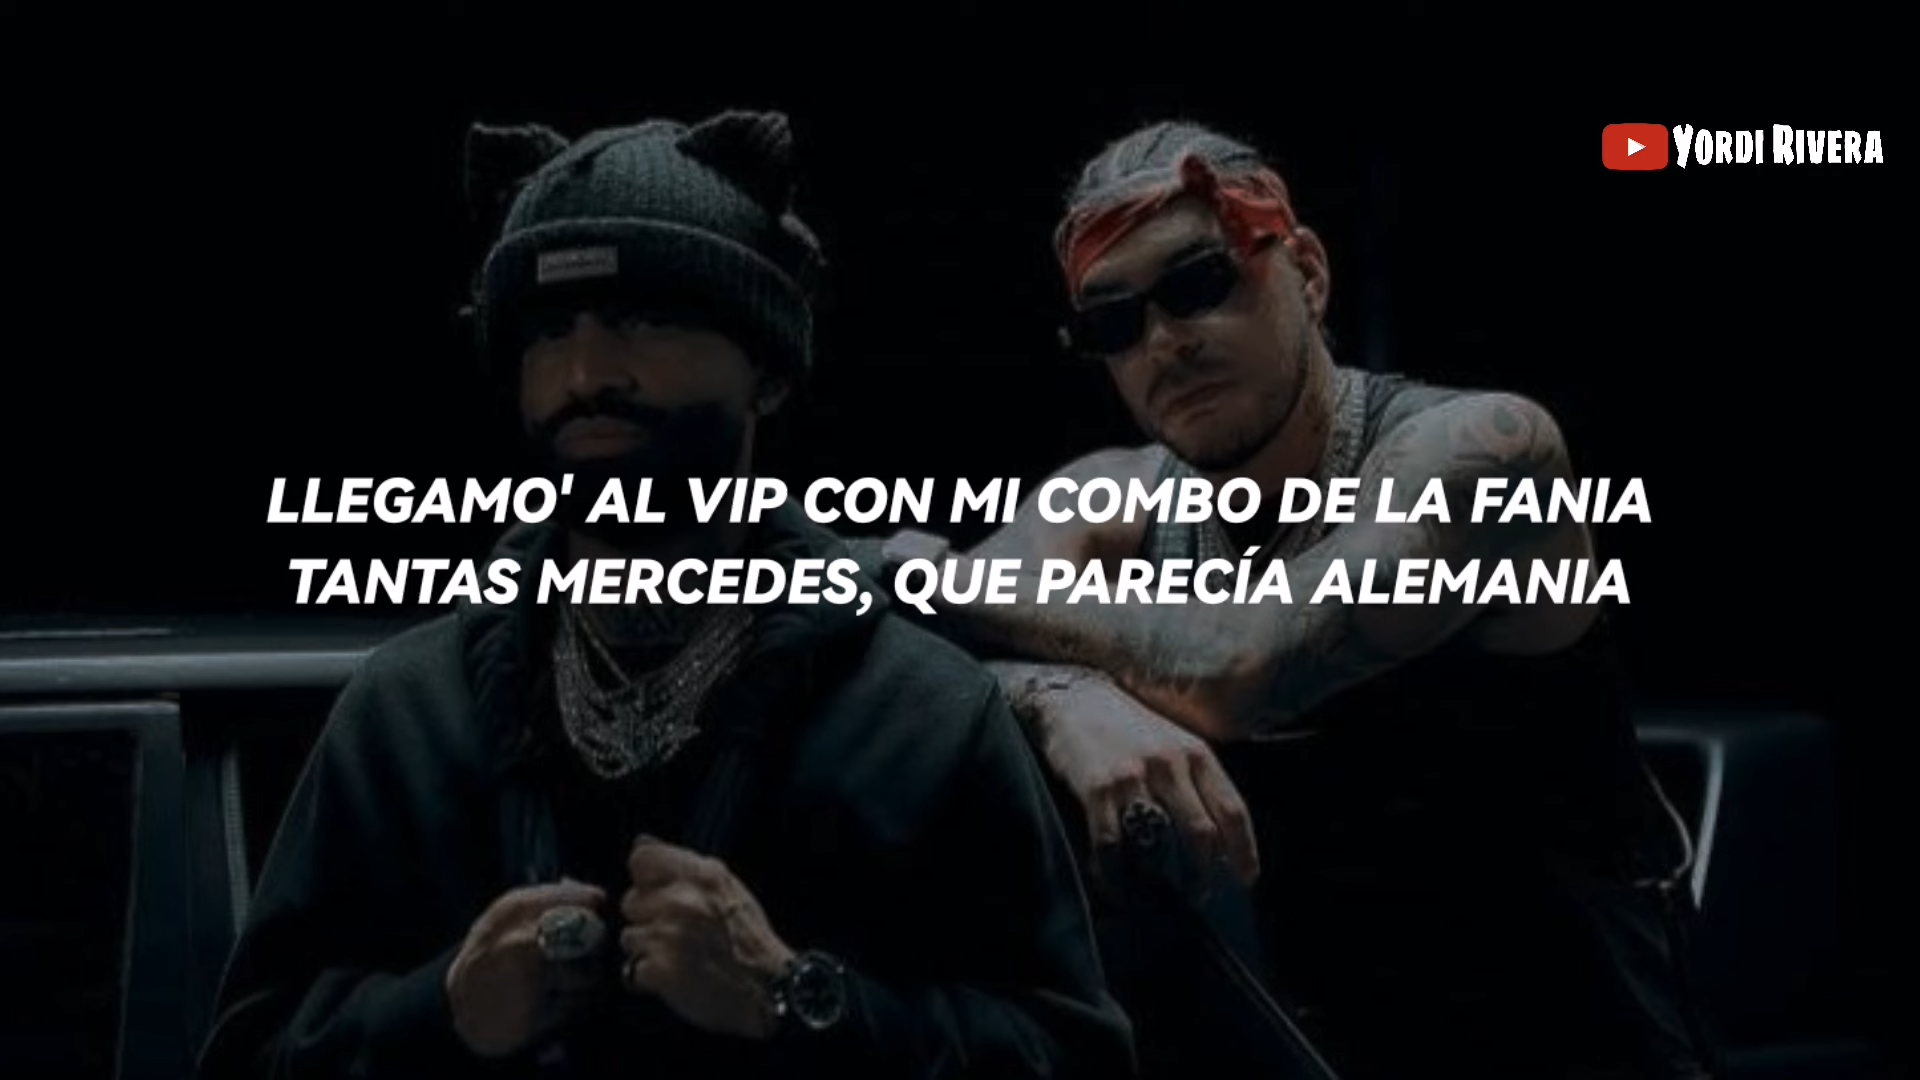 YORDI RIVERA
LLEGAMO' AL VIP CON MI COMBO DE LA FANIA
TANTAS MERCEDES, QUE PARECÍA ALEMANIA